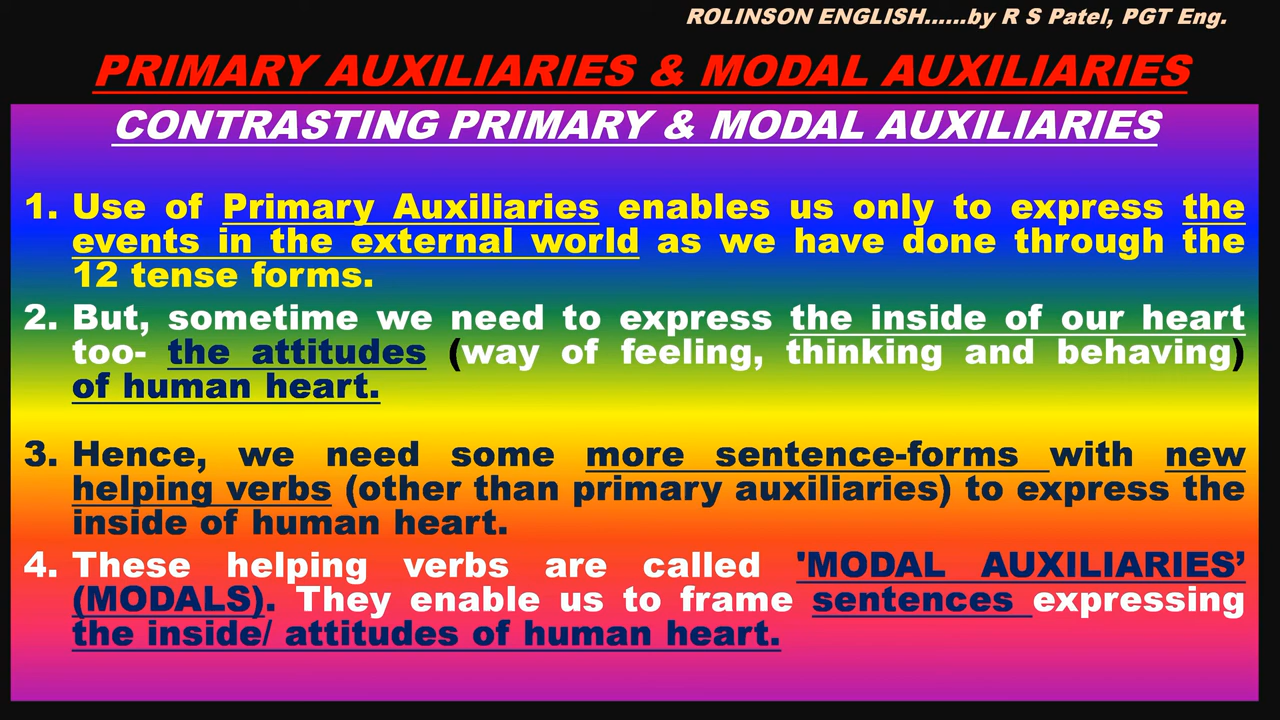 ROLINSON ENGLISH......by R S Patel, PGT Eng.
PRIMARY AUXILIARIES & MODAL AUXILIARIES
CONTRASTING PRIMARY & MODAL AUXILIARIES
1. Use of Primary Auxiliaries enables us only to express the
events in the external world as we have done through the
12 tense forms.
2. But, sometime we need to express the inside of our heart
too- the attitudes (way of feeling, thinking and behaving)
of human heart.
3. Hence, we need some more sentence-forms with new
helping verbs (other than primary auxiliaries) to express the
inside of human heart.
4. These helping verbs are called 'MODAL AUXILIARIES’
(MODALS). They enable us to frame sentences expressing
the inside/ attitudes of human heart.